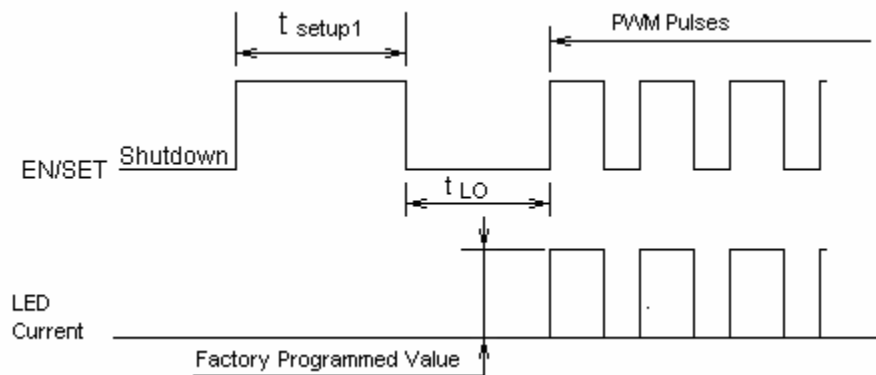 t setup1
PWM Pulses
Shutdown
EN/SET
t LO
LED
Current
Factory Programmed Value